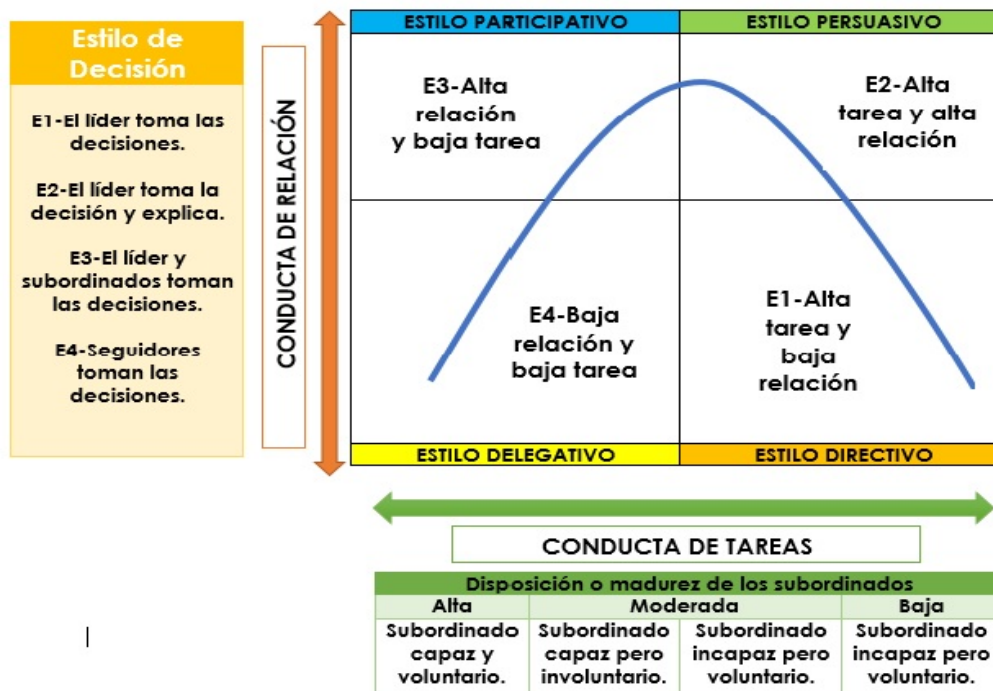 Estilo de
Decisión
E1-El líder toma las
decisiones.
E2-El líder toma la
decisión y explica.
E3-El líder y
subordinados toman
las decisiones.
E4-Seguidores
toman las
decisiones.
CONDUCTA DE RELACIÓN
ESTILO PARTICIPATIVO
ESTILO PERSUASIVO
E3-Alta
relación
y baja tarea
E2-Alta
tarea y alta
relación
E4-Baja
relación y
baja tarea
E1-Alta
tarea y
baja
relación
ESTILO DELEGATIVO
ESTILO DIRECTIVO
CONDUCTA DE TAREAS
Disposición o madurez de los subordinados
Alta
Moderada
Baja
Subordinado
capaz y
voluntario.
Subordinado
capaz pero
involuntario.
Subordinado
incapaz pero
voluntario.
Subordinado
incapaz pero
voluntario.